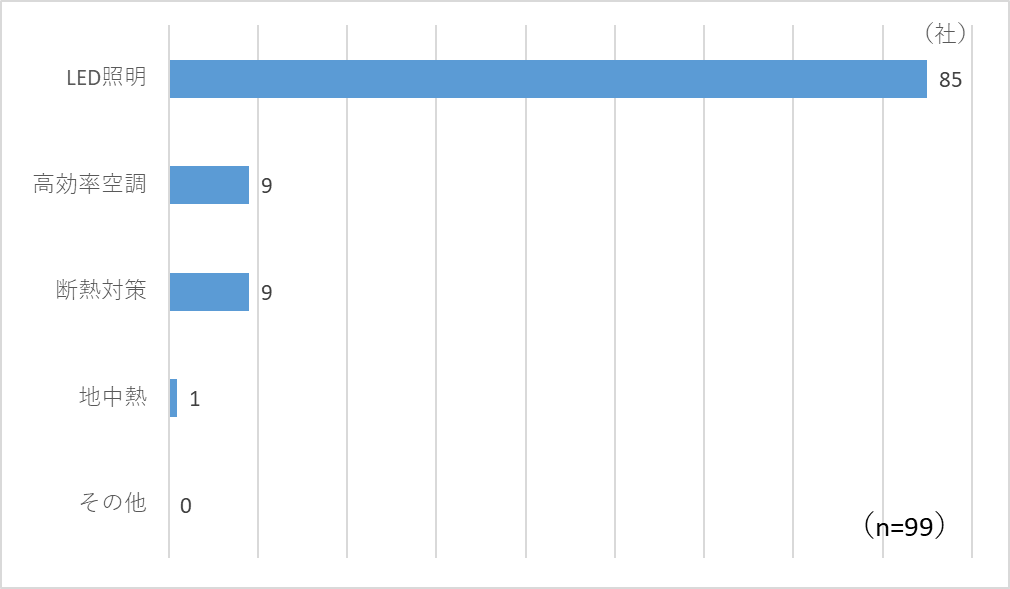 （社）
LED照明 85
高効率空調 9
断熱対策 9
地中熱 1
その他 0
（n=99）